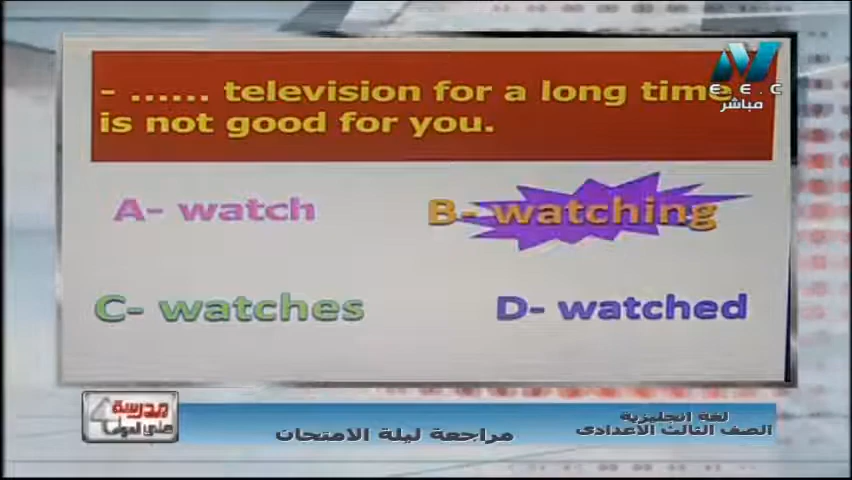 - ...... television for a long time
is not good for you.
A- watch
B- watching
C- watches
D- watched
E E . C
مباشر
مدرسة
على الهواء
لغة انجليزية
الصف الثالث الاعدادى
مراجعة ليلة الامتحان